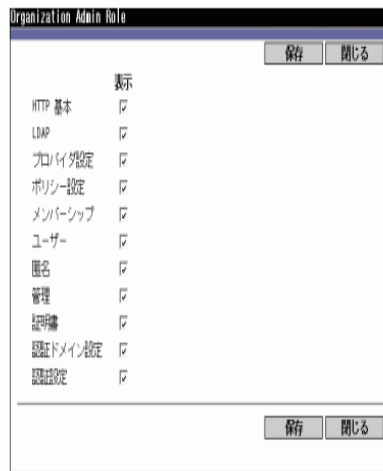 Organization Admin Role
保存 閉じる
表示
HTTP 基本
LDAP
プロバイダ設定
ポリシー設定
メンバーシップ
ユーザー
匿名
管理
証明書
認証ドメイン設定
認証設定
保存 閉じる